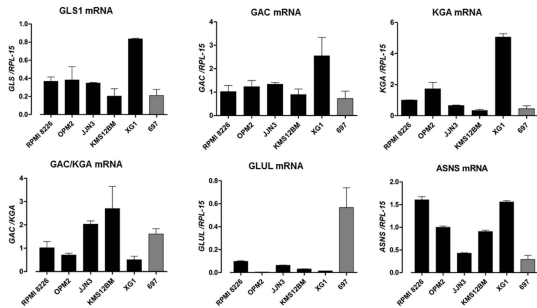 GLS1 mRNA
GLS /RPL-15
1.0
0.8
0.6
0.4
0.2
0.0
RPMI 8226
OPM2
JJN3
KMS12BM
XG1
697
GAC mRNA
GAC /RPL-15
4
3
2
1
0
RPMI 8226
OPM2
JJN3
KMS12BM
XG1
697
KGA mRNA
KGA /RPL-15
6
4
2
0
RPMI 8226
OPM2
JJN3
KMS12BM
XG1
697
GAC/KGA mRNA
GAC /KGA
4
3
2
1
0
RPMI 8226
OPM2
JJN3
KMS12BM
XG1
697
GLUL mRNA
GLUL /RPL-15
0.80
0.60
0.40
0.20
0.00
RPMI 8226
OPM2
JJN3
KMS12BM
XG1
697
ASNS mRNA
ASNS /RPL-15
2.0
1.5
1.0
0.5
0.0
RPMI 8226
OPM2
JJN3
KMS12BM
XG1
697